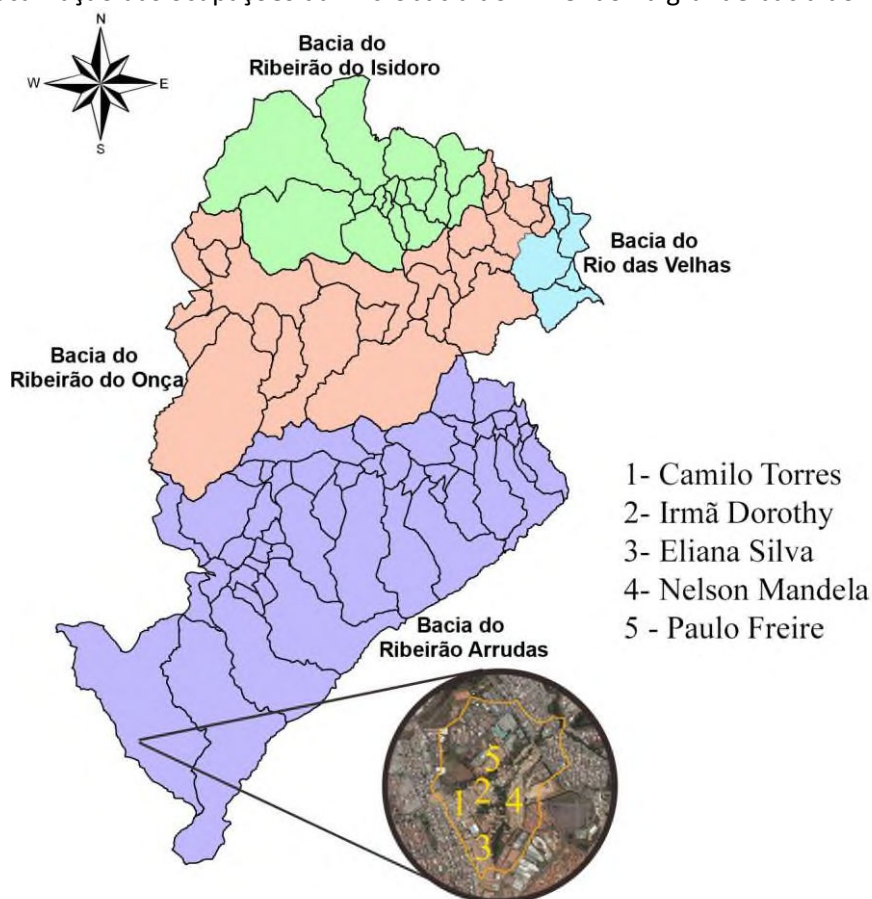 N
W E
S
Bacia do
Ribeirão do Isidoro
Bacia do
Rio das Velhas
Bacia do
Ribeirão do Onça
1- Camilo Torres
2- Irmã Dorothy
3- Eliana Silva
4- Nelson Mandela
5 - Paulo Freire
Bacia do
Ribeirão Arrudas
5
2
1 4
3